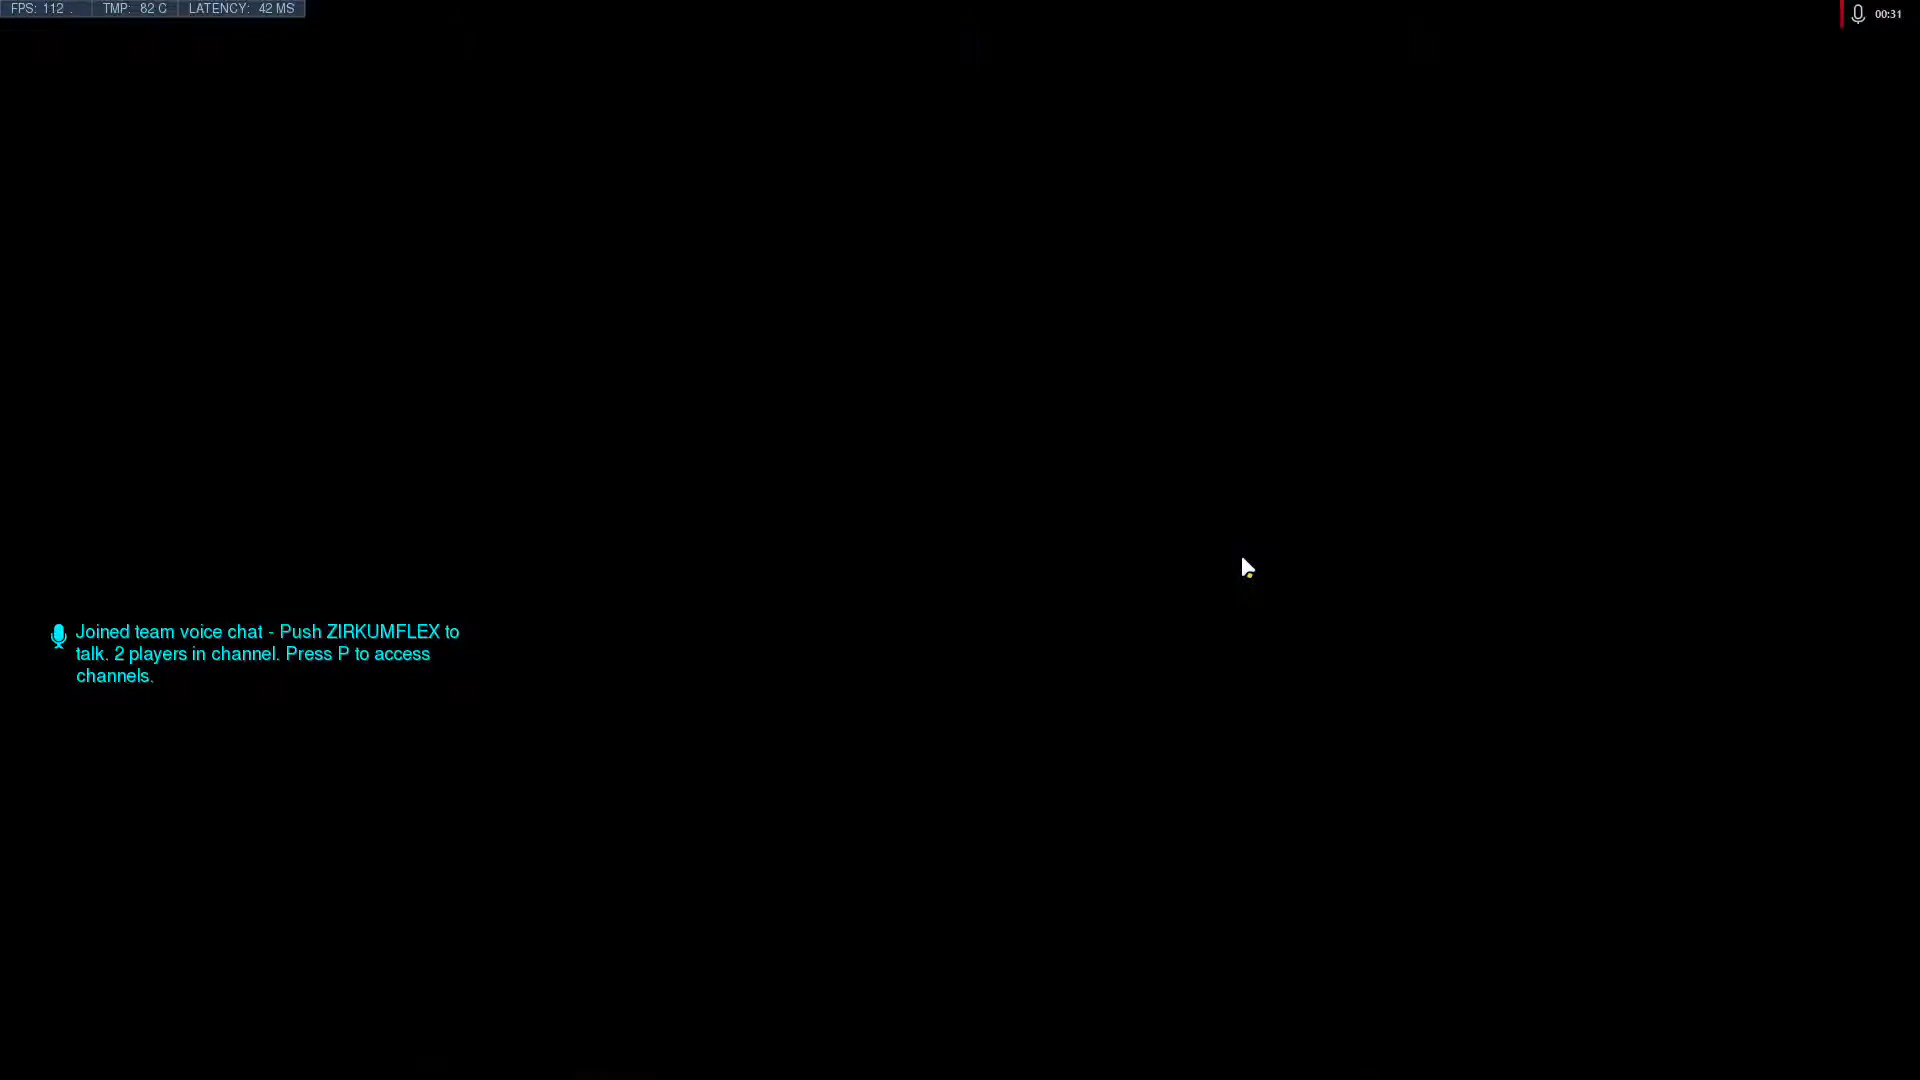 FPS: 112 . TMP: 82 C LATENCY: 42 MS
00:31
Joined team voice chat - Push ZIRKUMFLEX to
talk. 2 players in channel. Press P to access
channels.